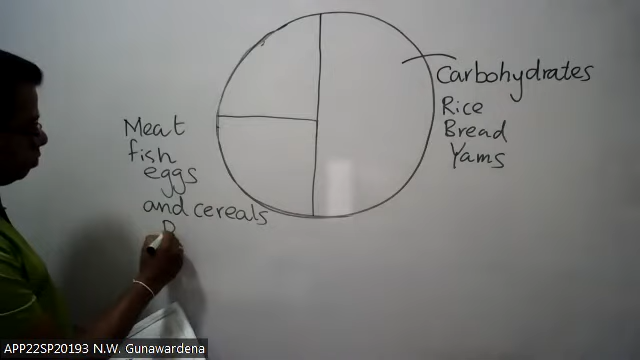 Carbohydrates
Rice
Bread
Yams
Meat
fish
eggs
and cereals
P
APP22SP20193 N.W. Gunawardena